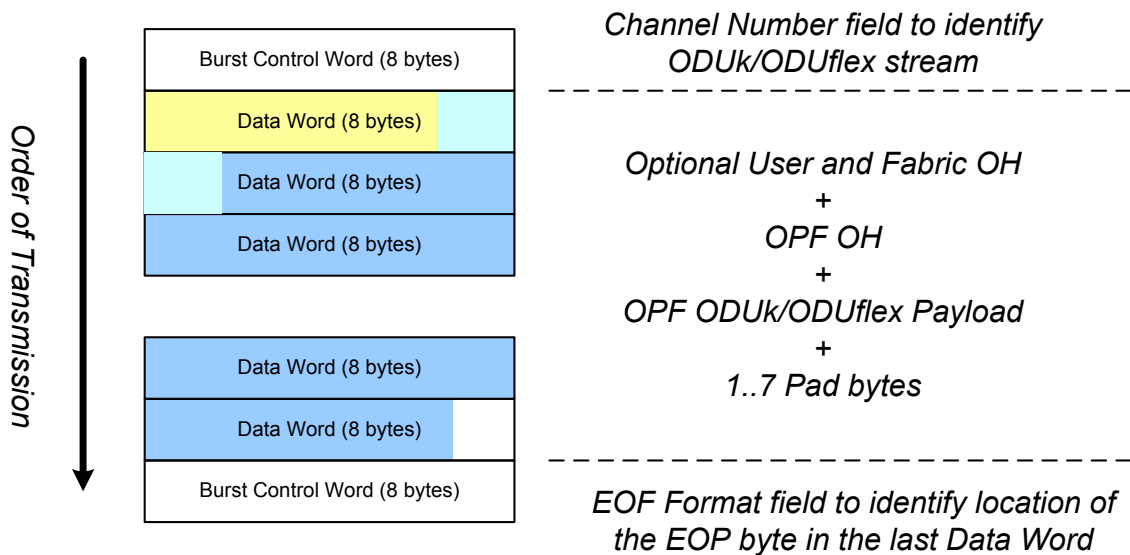 Order of Transmission
Burst Control Word (8 bytes)
Data Word (8 bytes)
Data Word (8 bytes)
Data Word (8 bytes)
Data Word (8 bytes)
Data Word (8 bytes)
Burst Control Word (8 bytes)
Channel Number field to identify
ODUk/ODUflex stream
Optional User and Fabric OH
+
OPF OH
+
OPF ODUk/ODUflex Payload
+
1..7 Pad bytes
EOF Format field to identify location of
the EOP byte in the last Data Word